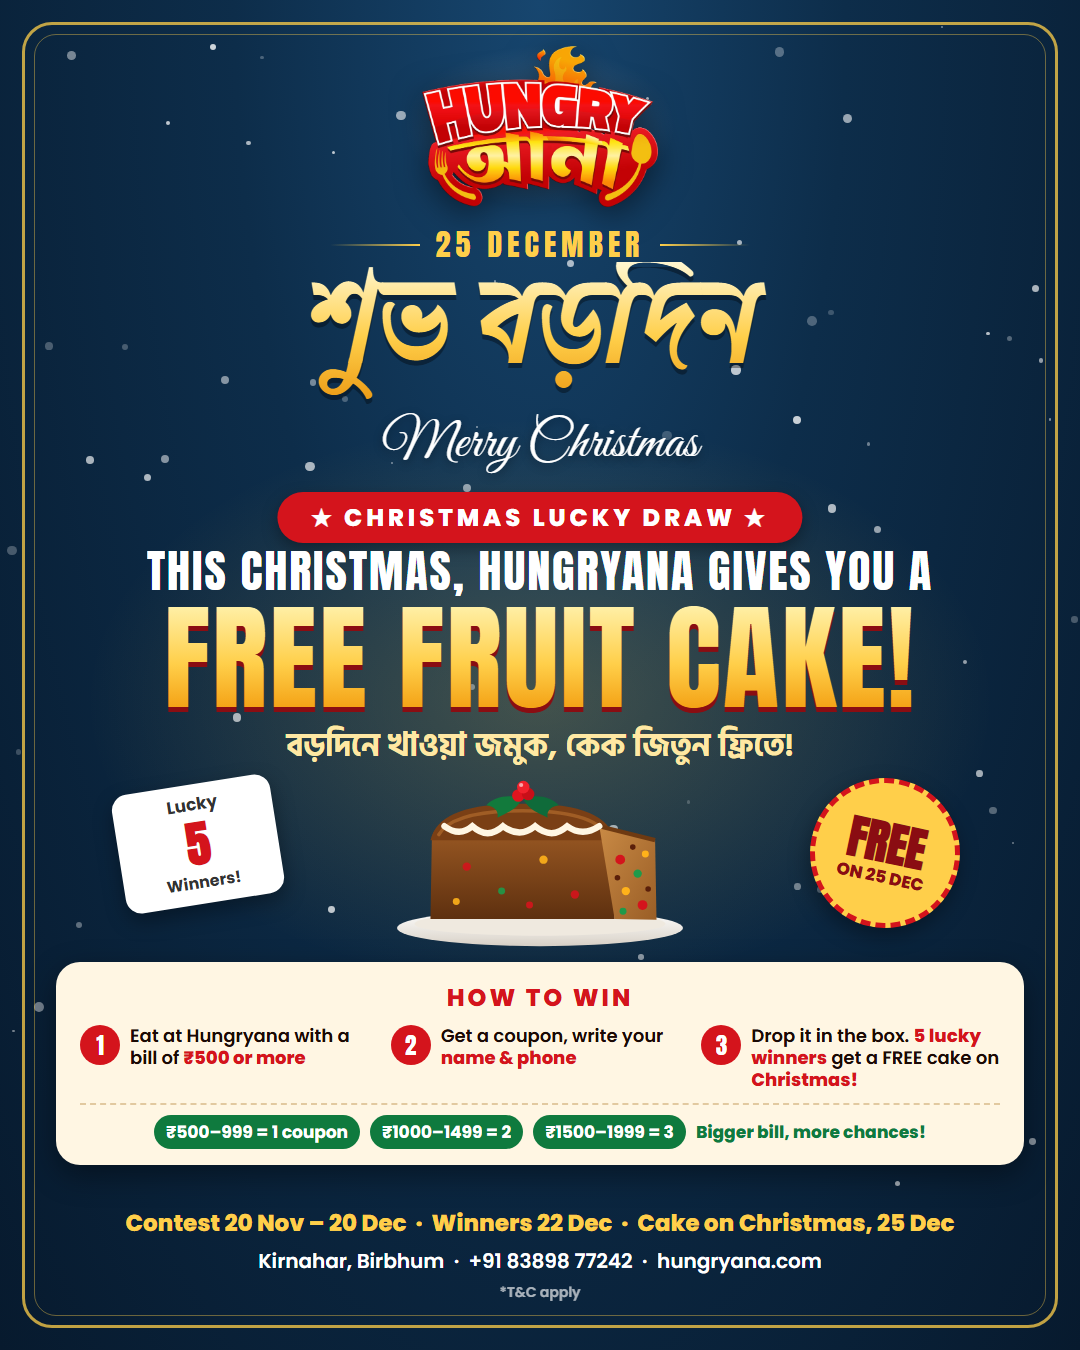 HUNGRY
আনা
25 DECEMBER
শুভ বড়দিন
Merry Christmas
★ CHRISTMAS LUCKY DRAW ★
THIS CHRISTMAS, HUNGRYANA GIVES YOU A
FREE FRUIT CAKE!
বড়দিনে খাওয়া জমুক, কেক জিতুন ফ্রিতে!
Lucky
5
Winners!
FREE
ON 25 DEC
HOW TO WIN
1 Eat at Hungryana with a
bill of ₹500 or more
2 Get a coupon, write your
name & phone
3 Drop it in the box. 5 lucky
winners get a FREE cake on
Christmas!
₹500–999 = 1 coupon ₹1000–1499 = 2 ₹1500–1999 = 3 Bigger bill, more chances!
Contest 20 Nov – 20 Dec · Winners 22 Dec · Cake on Christmas, 25 Dec
Kirnahar, Birbhum · +91 83898 77242 · hungryana.com
*T&C apply